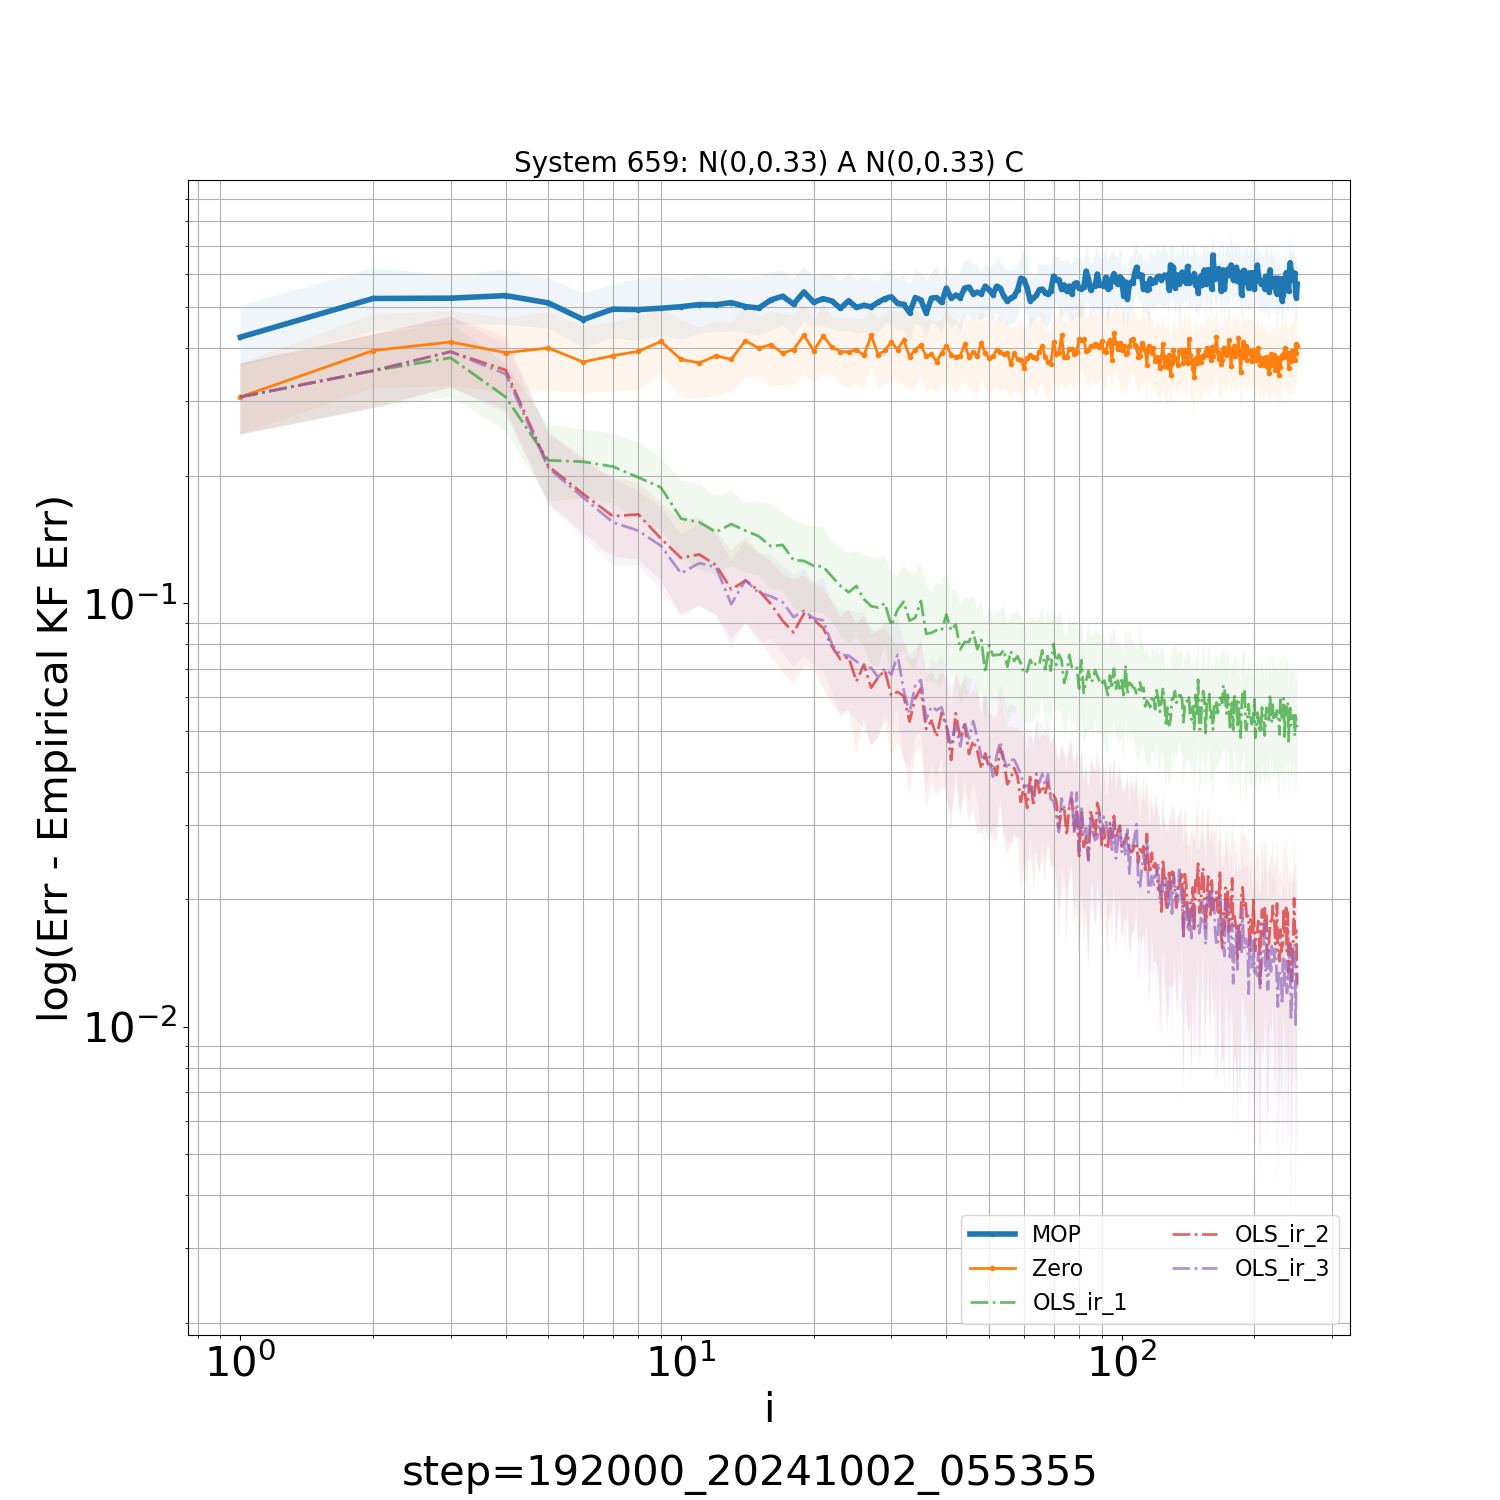 System 659: N(0,0.33) A N(0,0.33) C
log(Err - Empirical KF Err)
10⁻¹
10⁻²
10⁰
10¹
10²
i
MOP
Zero
OLS_ir_1
OLS_ir_2
OLS_ir_3
step=192000_20241002_055355